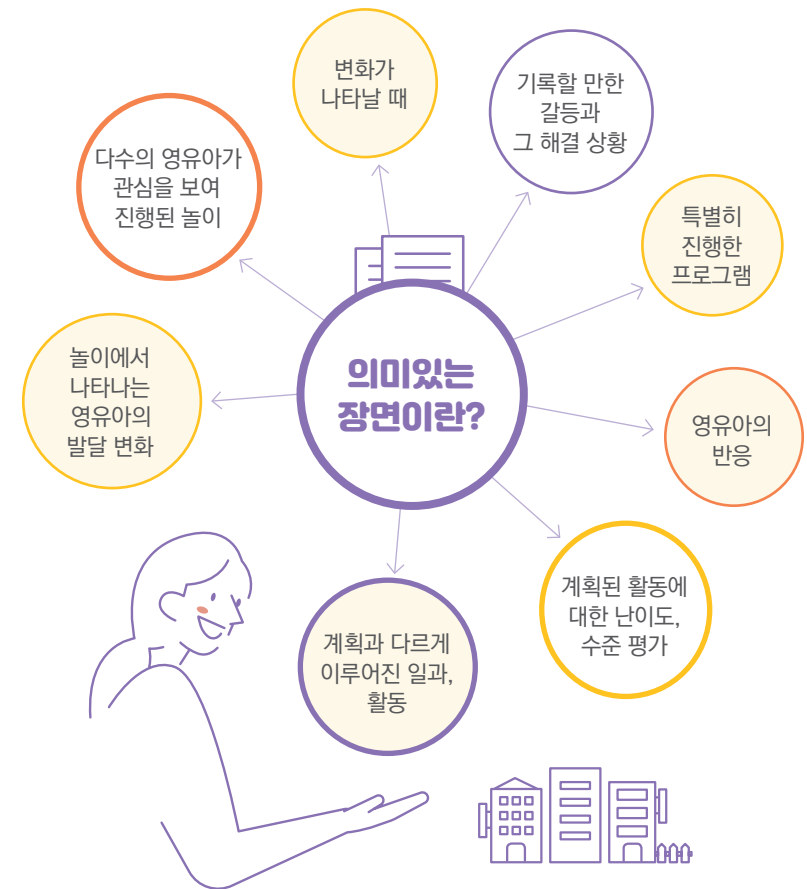 변화가
나타날 때
기록할 만한
갈등과
그 해결 상황
다수의 영유아가
관심을 보여
진행된 놀이
특별히
진행한
프로그램
의미있는
장면이란?
놀이에서
나타나는
영유아의
발달 변화
영유아의
반응
계획된 활동에
대한 난이도,
수준 평가
계획과 다르게
이루어진 일과,
활동